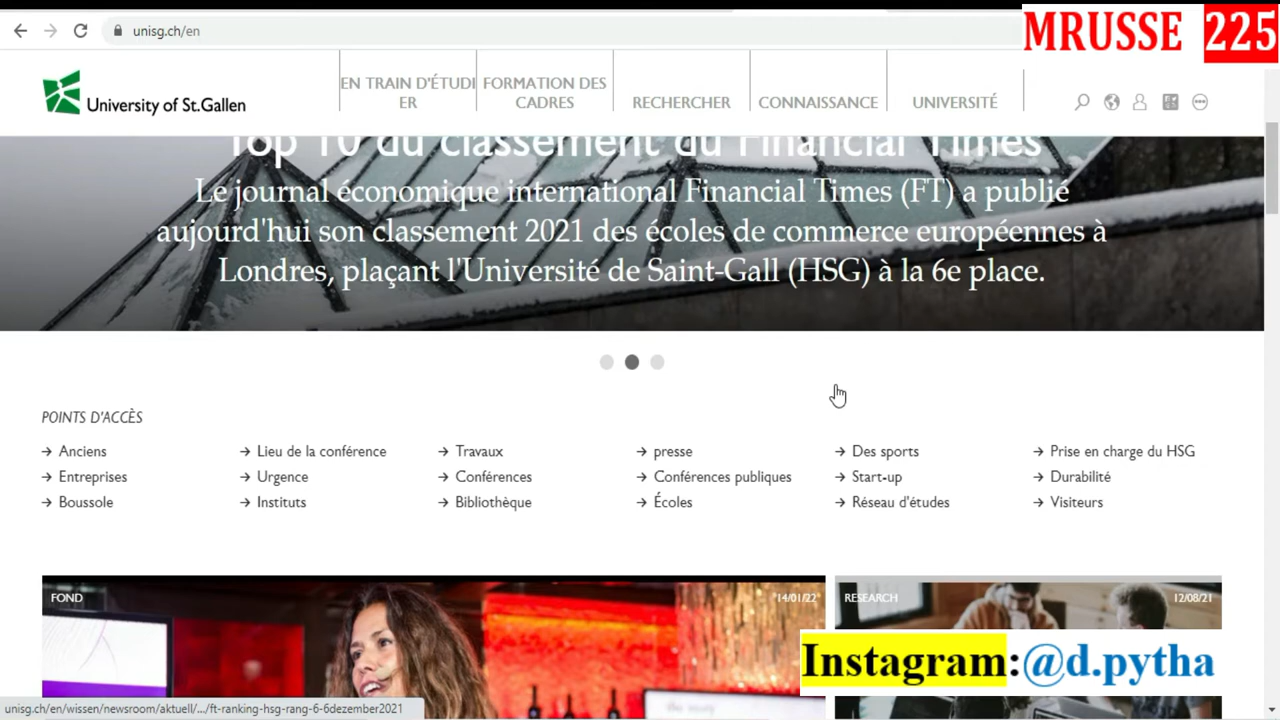 unisg.ch/en
MRUSSE 225
University of St.Gallen
EN TRAIN D'ÉTUDI
ER
FORMATION DES
CADRES
RECHERCHER
CONNAISSANCE
UNIVERSITÉ
Top 10 du classement du Financial Times
Le journal économique international Financial Times (FT) a publié
aujourd'hui son classement 2021 des écoles de commerce européennes à
Londres, plaçant l'Université de Saint-Gall (HSG) à la 6e place.
POINTS D'ACCÈS
→ Anciens
→ Entreprises
→ Boussole
→ Lieu de la conférence
→ Urgence
→ Instituts
→ Travaux
→ Conférences
→ Bibliothèque
→ presse
→ Conférences publiques
→ Écoles
→ Des sports
→ Start-up
→ Réseau d'études
→ Prise en charge du HSG
→ Durabilité
→ Visiteurs
FOND
"14/01/22"
RESEARCH
12/08/21
Instagram:@d.pytha
unisg.ch/en/wissen/newsroom/aktuell/.../ft-ranking-hsg-rang-6-6dezember2021